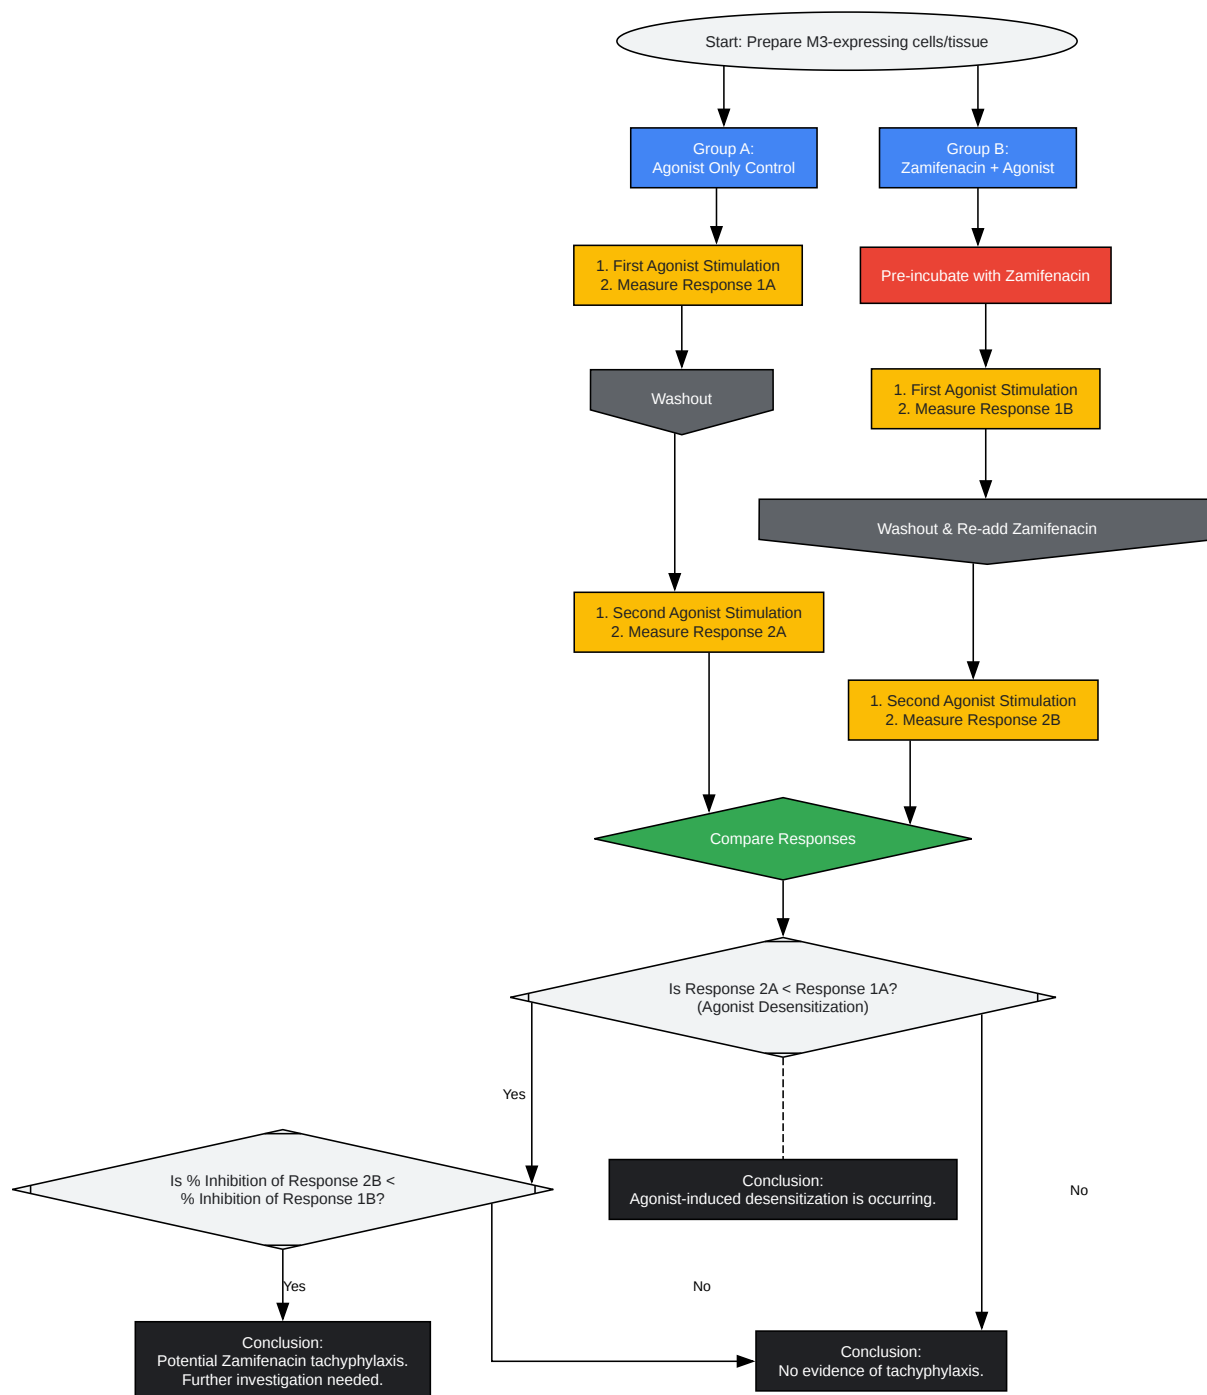 Start: Prepare M3-expressing cells/tissue
Group A:
Agonist Only Control
Group B:
Zamifenacin + Agonist
1. First Agonist Stimulation
2. Measure Response 1A
Pre-incubate with Zamifenacin
Washout
1. First Agonist Stimulation
2. Measure Response 1B
Washout & Re-add Zamifenacin
1. Second Agonist Stimulation
2. Measure Response 2A
1. Second Agonist Stimulation
2. Measure Response 2B
Compare Responses
Is Response 2A < Response 1A?
(Agonist Desensitization)
Yes
Is % Inhibition of Response 2B <
% Inhibition of Response 1B?
Conclusion:
Agonist-induced desensitization is occurring.
No
Yes
No
Conclusion:
Potential Zamifenacin tachyphylaxis.
Further investigation needed.
Conclusion:
No evidence of tachyphylaxis.